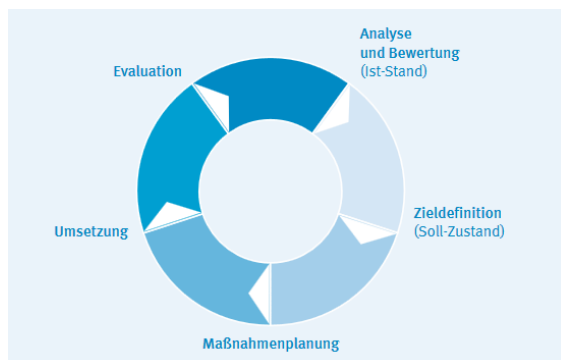 Analyse
und Bewertung
(Ist-Stand)
Zieldefinition
(Soll-Zustand)
Maßnahmenplanung
Umsetzung
Evaluation